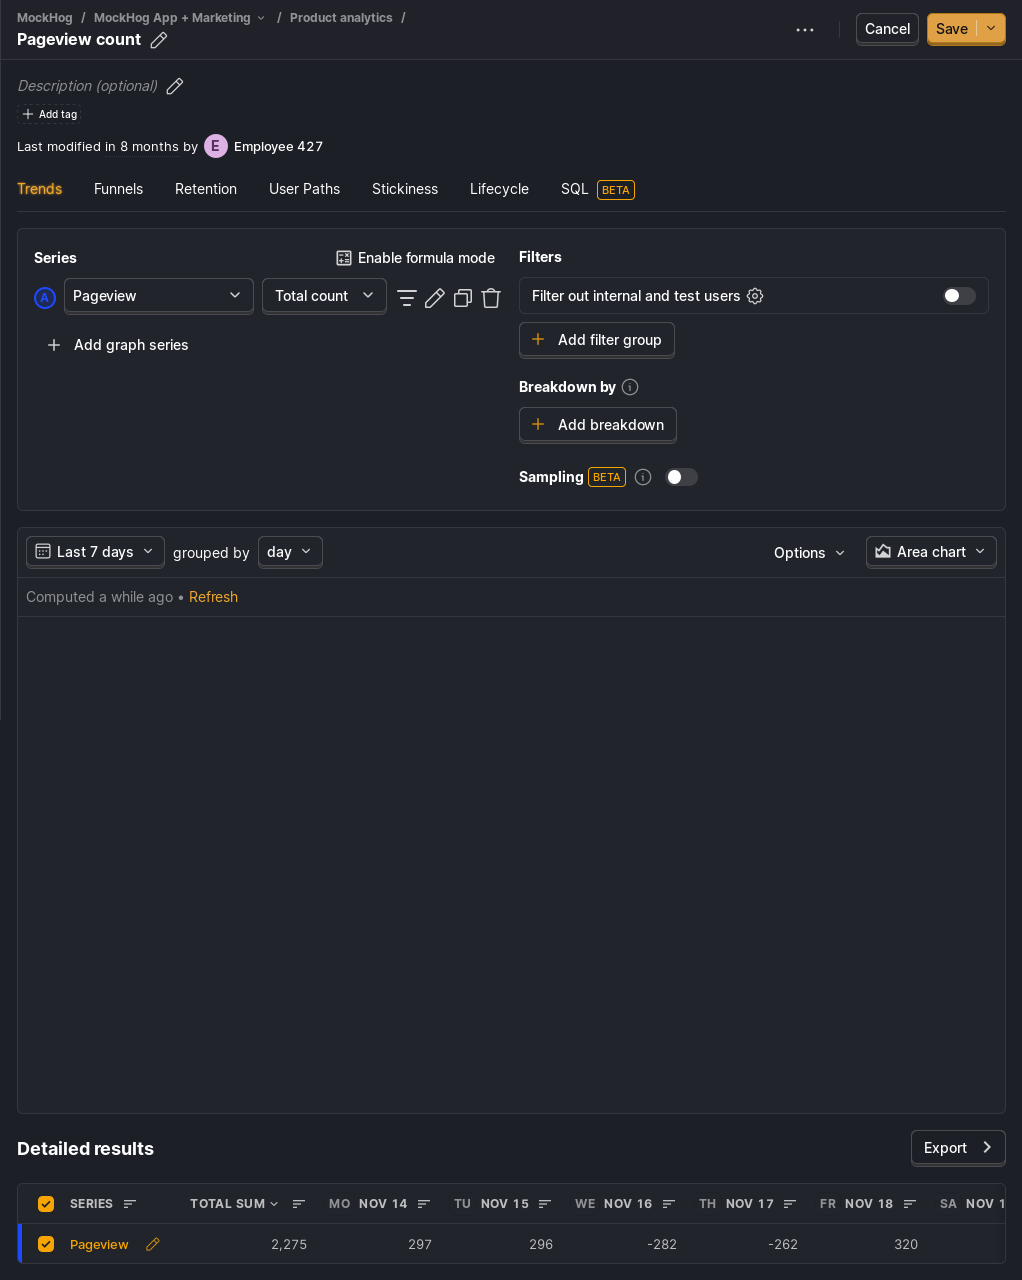 MockHog / MockHog App + Marketing / Product analytics /
Pageview count
Cancel
Save
Description (optional)
Add tag
Last modified in 8 months by E Employee 427
Trends Funnels Retention User Paths Stickiness Lifecycle SQL BETA
Series
Enable formula mode
Filters
A Pageview Total count
Filter out internal and test users
Add graph series
Add filter group
Breakdown by
Add breakdown
Sampling BETA
Last 7 days grouped by day
Options
Area chart
Computed a while ago • Refresh
Detailed results
Export
SERIES TOTAL SUM MO NOV 14 TU NOV 15 WE NOV 16 TH NOV 17 FR NOV 18 SA NOV 1
Pageview 2,275 297 296 -282 -262 320